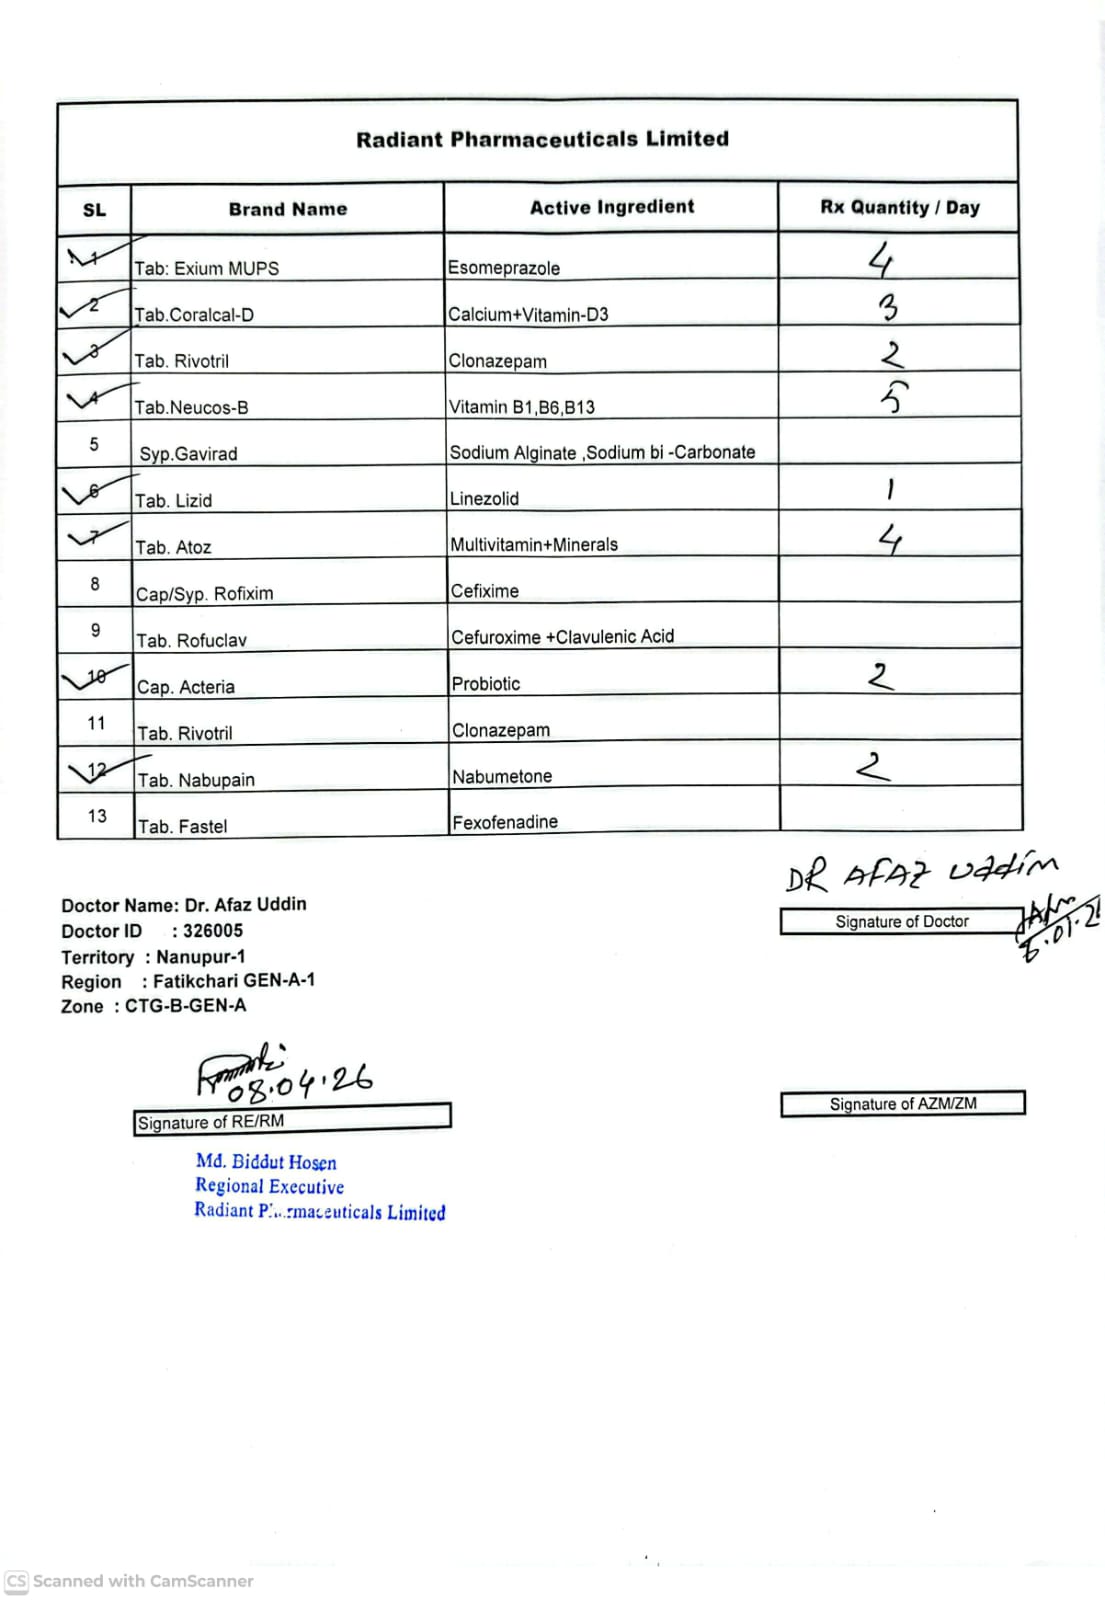 Radiant Pharmaceuticals Limited
SL Brand Name Active Ingredient Rx Quantity / Day
1 Tab: Exium MUPS Esomeprazole 4
2 Tab.Coralcal-D Calcium+Vitamin-D3 3
3 Tab. Rivotril Clonazepam 2
4 Tab.Neucos-B Vitamin B1,B6,B13 5
5 Syp.Gavirad Sodium Alginate ,Sodium bi -Carbonate
6 Tab. Lizid Linezolid 1
7 Tab. Atoz Multivitamin+Minerals 4
8 Cap/Syp. Rofixim Cefixime
9 Tab. Rofuclav Cefuroxime +Clavulenic Acid
10 Cap. Acteria Probiotic 2
11 Tab. Rivotril Clonazepam
12 Tab. Nabupain Nabumetone 2
13 Tab. Fastel Fexofenadine
DR AFAZ Uddin
Doctor Name: Dr. Afaz Uddin
Signature of Doctor
Doctor ID : 326005
Territory : Nanupur-1
Region : Fatikchari GEN-A-1
Zone : CTG-B-GEN-A
08.04.26
Signature of RE/RM
Signature of AZM/ZM
Md. Biddut Hosen
Regional Executive
Radiant Pharmaceuticals Limited
CS Scanned with CamScanner